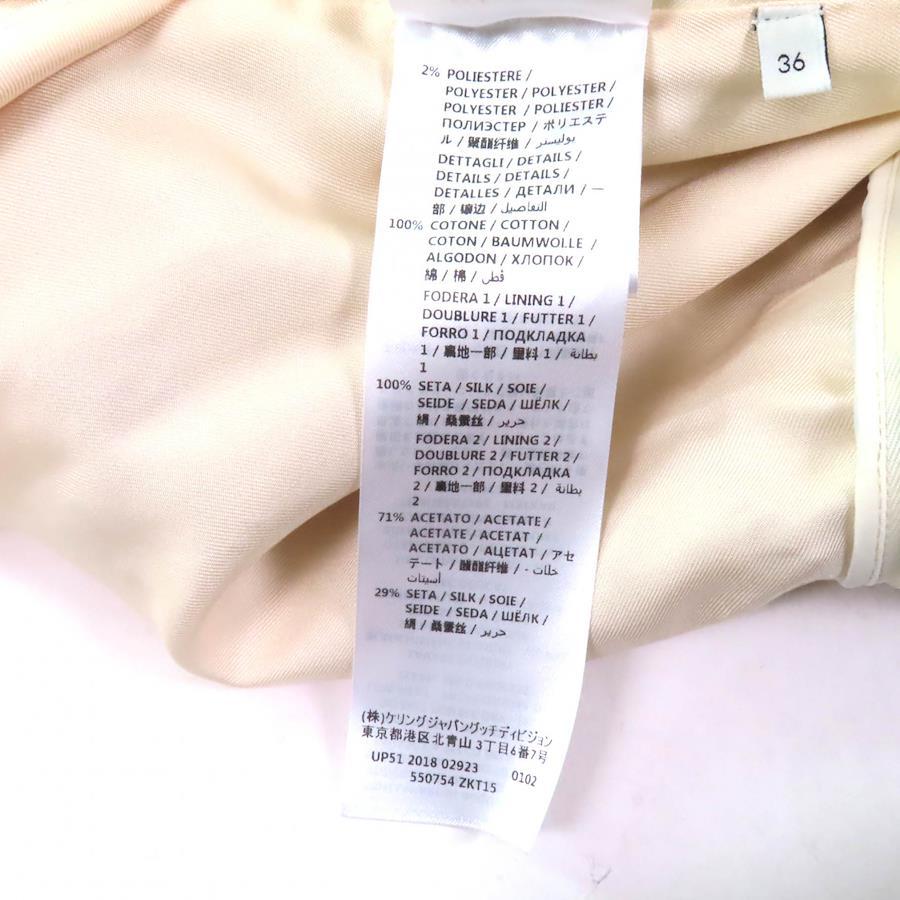 36
2% POLIESTERE /
POLYESTER / POLYESTER /
POLYESTER / POLIESTER /
ПОЛИЭСТЕР / ポリエステ
ル / 聚酯纤维 / بوليستر
DETTAGLI / DETAILS /
DETAILS / DETAILS /
DETALLES / ДЕТАЛИ / 一
部 / 镶边 / التفاصيل
100% COTONE / COTTON /
COTON / BAUMWOLLE /
ALGODON / ХЛОПОК /
綿 / 棉 / قطن
FODERA 1 / LINING 1 /
DOUBLURE 1 / FUTTER 1 /
FORRO 1 / ПОДКЛАДКА
1 / 裏地一部 / 里料 1 / بطانة
1
100% SETA / SILK / SOIE /
SEIDE / SEDA / ШЁЛК /
絹 / 桑蚕丝 / حرير
FODERA 2 / LINING 2 /
DOUBLURE 2 / FUTTER 2 /
FORRO 2 / ПОДКЛАДКА
2 / 裏地一部 / 里料 2 / بطانة
2
71% ACETATO / ACETATE /
ACETATE / ACETAT /
ACETATO / АЦЕТАТ / アセ
テート / 醋酯纤维 / خلات -
أسيتات
29% SETA / SILK / SOIE /
SEIDE / SEDA / ШЁЛК /
絹 / 桑蚕丝 / حرير
(株)ケリングジャパングッチディビジョン
東京都港区北青山 3丁目6番7号
UP51 2018 02923 0102
550754 ZKT15